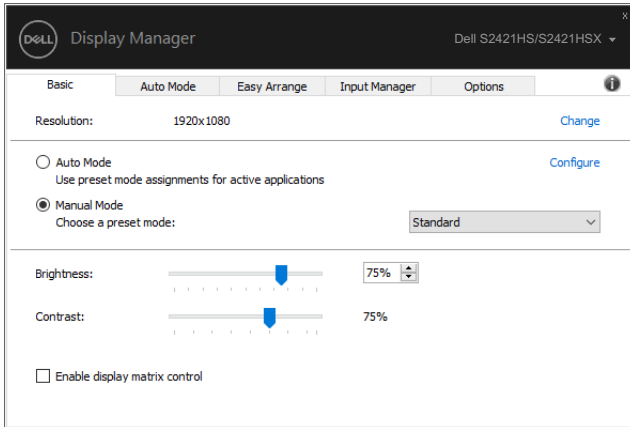 x
DELL Display Manager Dell S2421HS/S2421HSX
Basic Auto Mode Easy Arrange Input Manager Options i
Resolution: 1920x1080 Change
Auto Mode Configure
Use preset mode assignments for active applications
Manual Mode
Choose a preset mode: Standard
Brightness: 75%
Contrast: 75%
Enable display matrix control